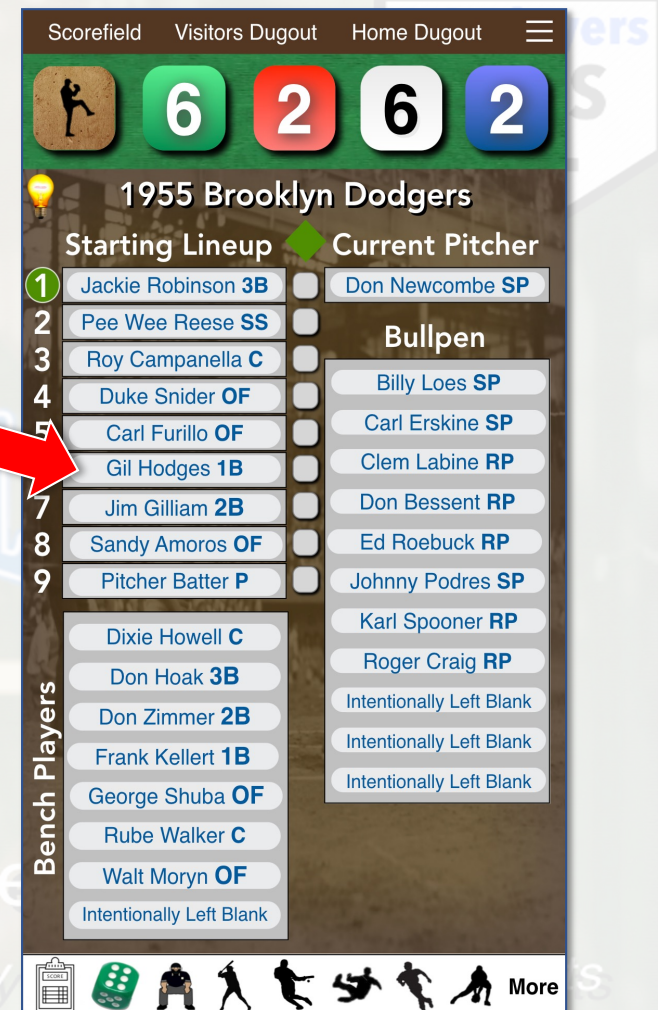 Scorefield Visitors Dugout Home Dugout
6 2 6 2
1955 Brooklyn Dodgers
Starting Lineup
1 Jackie Robinson 3B
2 Pee Wee Reese SS
3 Roy Campanella C
4 Duke Snider OF
5 Carl Furillo OF
Gil Hodges 1B
7 Jim Gilliam 2B
8 Sandy Amoros OF
9 Pitcher Batter P
Bench Players
Dixie Howell C
Don Hoak 3B
Don Zimmer 2B
Frank Kellert 1B
George Shuba OF
Rube Walker C
Walt Moryn OF
Intentionally Left Blank
Current Pitcher
Don Newcombe SP
Bullpen
Billy Loes SP
Carl Erskine SP
Clem Labine RP
Don Bessent RP
Ed Roebuck RP
Johnny Podres SP
Karl Spooner RP
Roger Craig RP
Intentionally Left Blank
Intentionally Left Blank
Intentionally Left Blank
SCORE
More